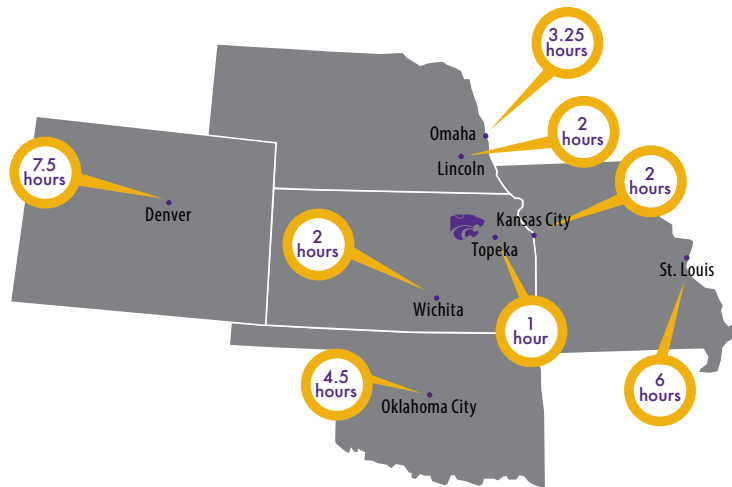 3.25
hours
Omaha
2
hours
Lincoln
7.5
hours
Denver
2
hours
Kansas City
2
hours
Topeka
St. Louis
Wichita
1
hour
4.5
hours
Oklahoma City
6
hours